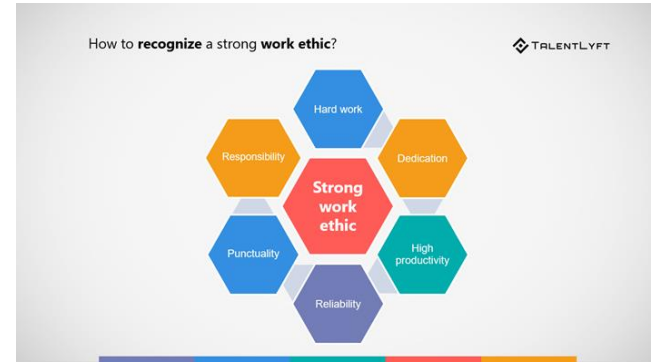 How to recognize a strong work ethic?
TALENTLYFT
Hard work
Responsibility
Dedication
Strong
work
ethic
Punctuality
High
productivity
Reliability